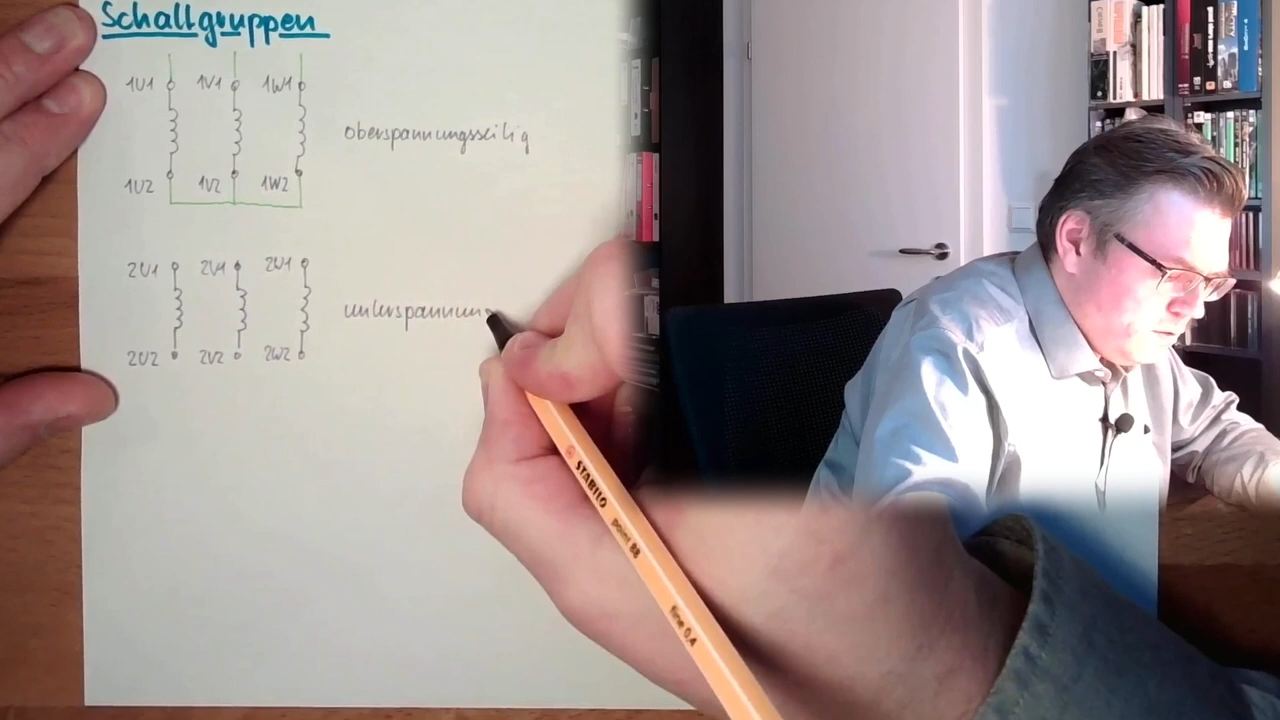 Schaltgruppen
1U1 1V1 1W1
oberspannungsseitig
1U2 1V2 1W2
2U1 2V1 2W1
unterspannun
2U2 2V2 2W2
STABILO point 88 fine 0,4